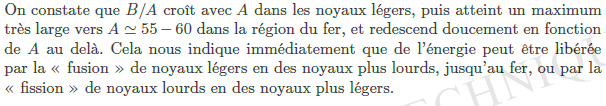 On constate que B/A croît avec A dans les noyaux légers, puis atteint un maximum
très large vers A ≃ 55 − 60 dans la région du fer, et redescend doucement en fonction
de A au delà. Cela nous indique immédiatement que de l'énergie peut être libérée
par la « fusion » de noyaux légers en des noyaux plus lourds, jusqu'au fer, ou par la
« fission » de noyaux lourds en des noyaux plus légers.